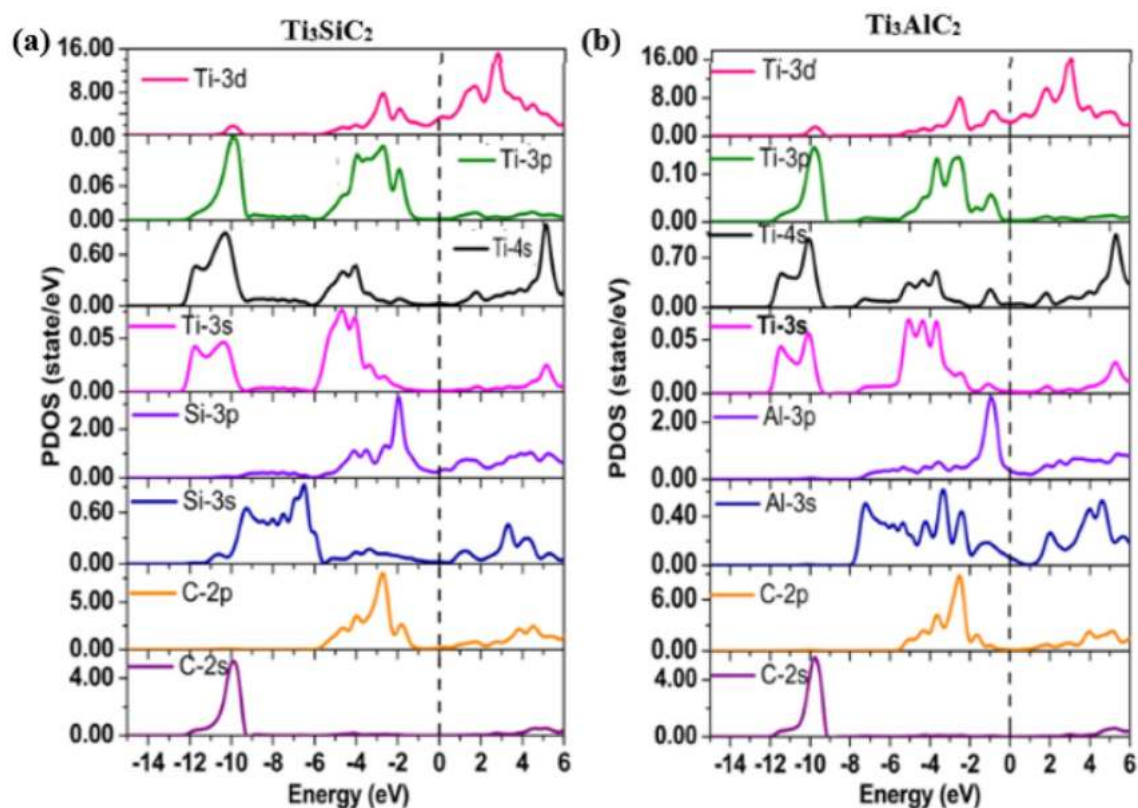 (a)
Ti₃SiC₂
16.00
8.00
0.00
Ti-3d
0.06
0.00
Ti-3p
0.60
0.00
Ti-4s
0.05
0.00
Ti-3s
2.00
0.00
Si-3p
0.60
0.00
Si-3s
5.00
0.00
C-2p
4.00
0.00
C-2s
PDOS (state/eV)
-14 -12 -10 -8 -6 -4 -2 0 2 4 6
Energy (eV)
(b)
Ti₃AlC₂
16.00
8.00
0.00
Ti-3d
0.10
0.00
Ti-3p
0.70
0.00
Ti-4s
0.05
0.00
Ti-3s
2.00
0.00
Al-3p
0.40
0.00
Al-3s
6.00
0.00
C-2p
4.00
0.00
C-2s
PDOS (state/eV)
-14 -12 -10 -8 -6 -4 -2 0 2 4 6
Energy (eV)